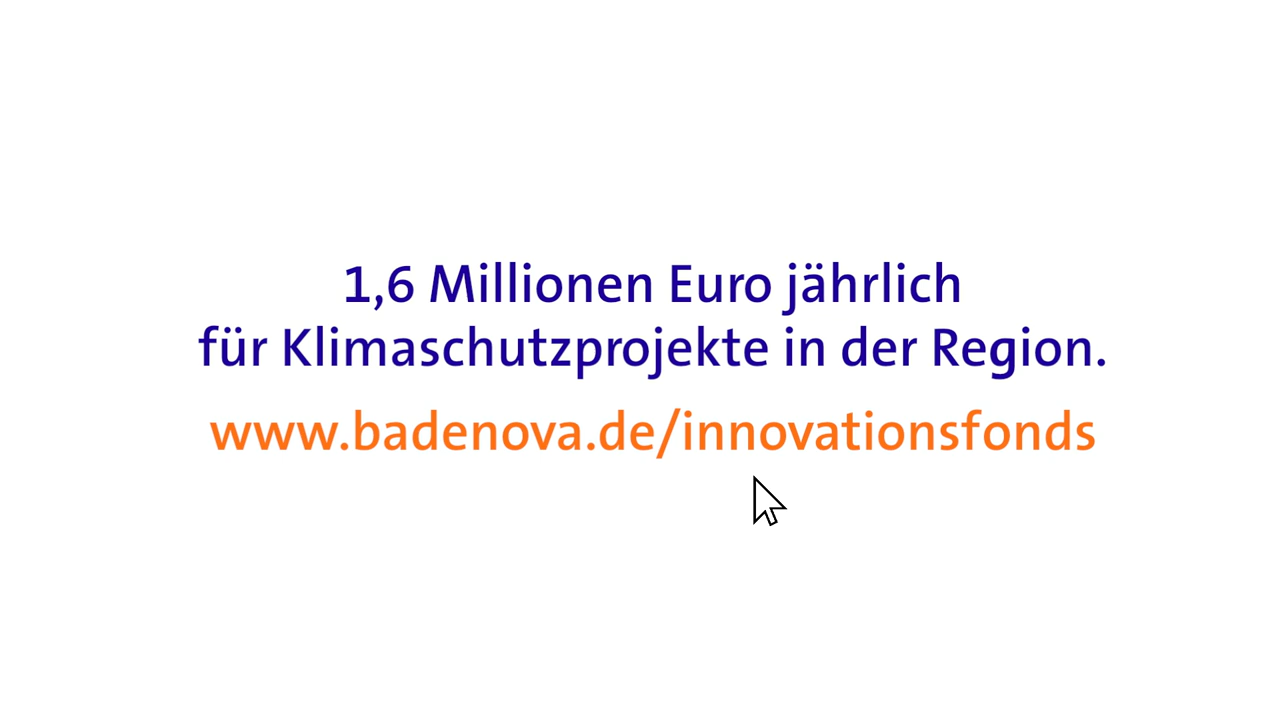 1,6 Millionen Euro jährlich
für Klimaschutzprojekte in der Region.
www.badenova.de/innovationsfonds